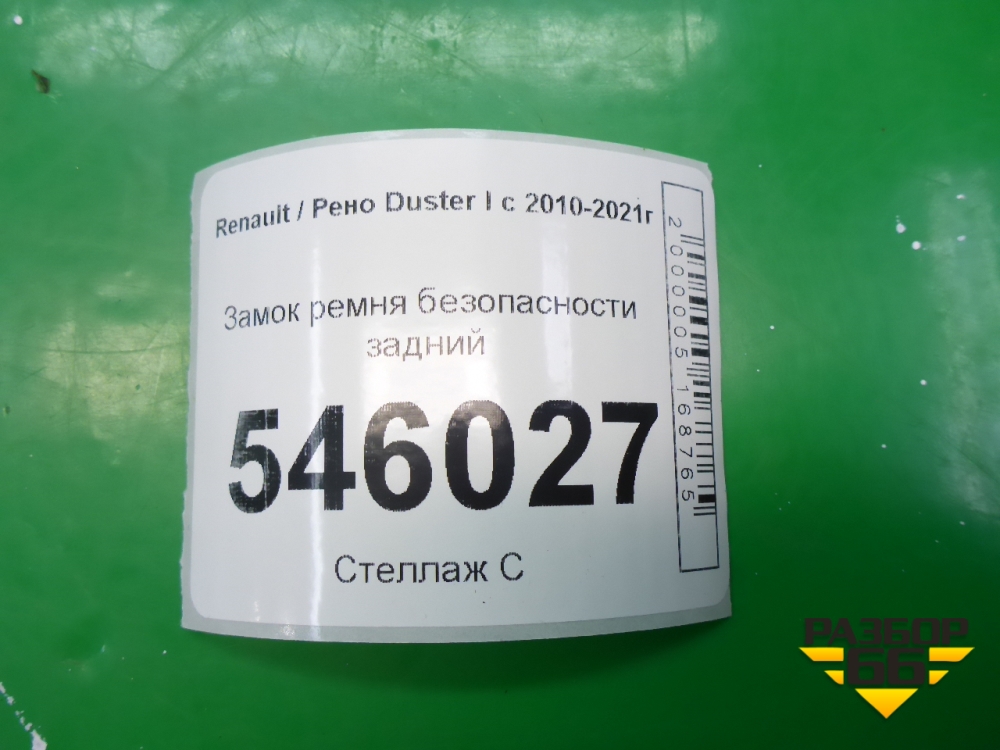 Renault / Рено Duster I с 2010-2021г
Замок ремня безопасности
задний
546027
Стеллаж С
2000005168765
РАЗБОР
66